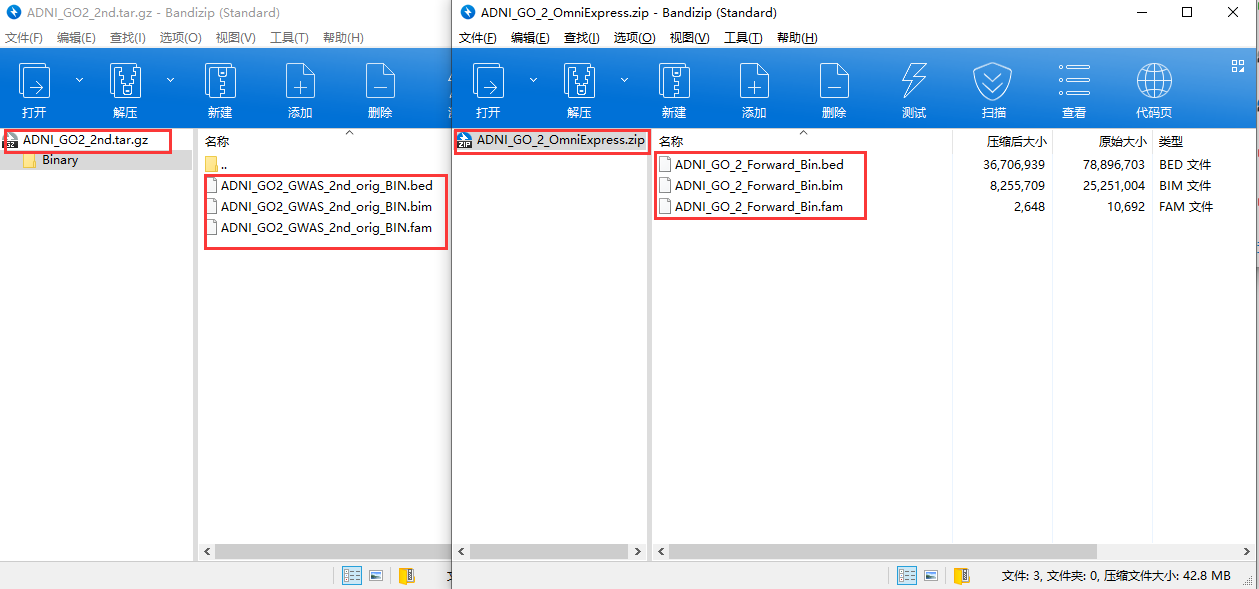 ADNI_GO2_2nd.tar.gz - Bandizip (Standard)
文件(F) 编辑(E) 查找(I) 选项(O) 视图(V) 工具(T) 帮助(H)
打开 解压 新建 添加 删除
ADNI_GO2_2nd.tar.gz
Binary
名称
..
ADNI_GO2_GWAS_2nd_orig_BIN.bed
ADNI_GO2_GWAS_2nd_orig_BIN.bim
ADNI_GO2_GWAS_2nd_orig_BIN.fam
ADNI_GO_2_OmniExpress.zip - Bandizip (Standard)
文件(F) 编辑(E) 查找(I) 选项(O) 视图(V) 工具(T) 帮助(H)
打开 解压 新建 添加 删除 测试 扫描 查看 代码页
ZIP ADNI_GO_2_OmniExpress.zip
名称 压缩后大小 原始大小 类型
ADNI_GO_2_Forward_Bin.bed 36,706,939 78,896,703 BED 文件
ADNI_GO_2_Forward_Bin.bim 8,255,709 25,251,004 BIM 文件
ADNI_GO_2_Forward_Bin.fam 2,648 10,692 FAM 文件
文件: 3, 文件夹: 0, 压缩文件大小: 42.8 MB